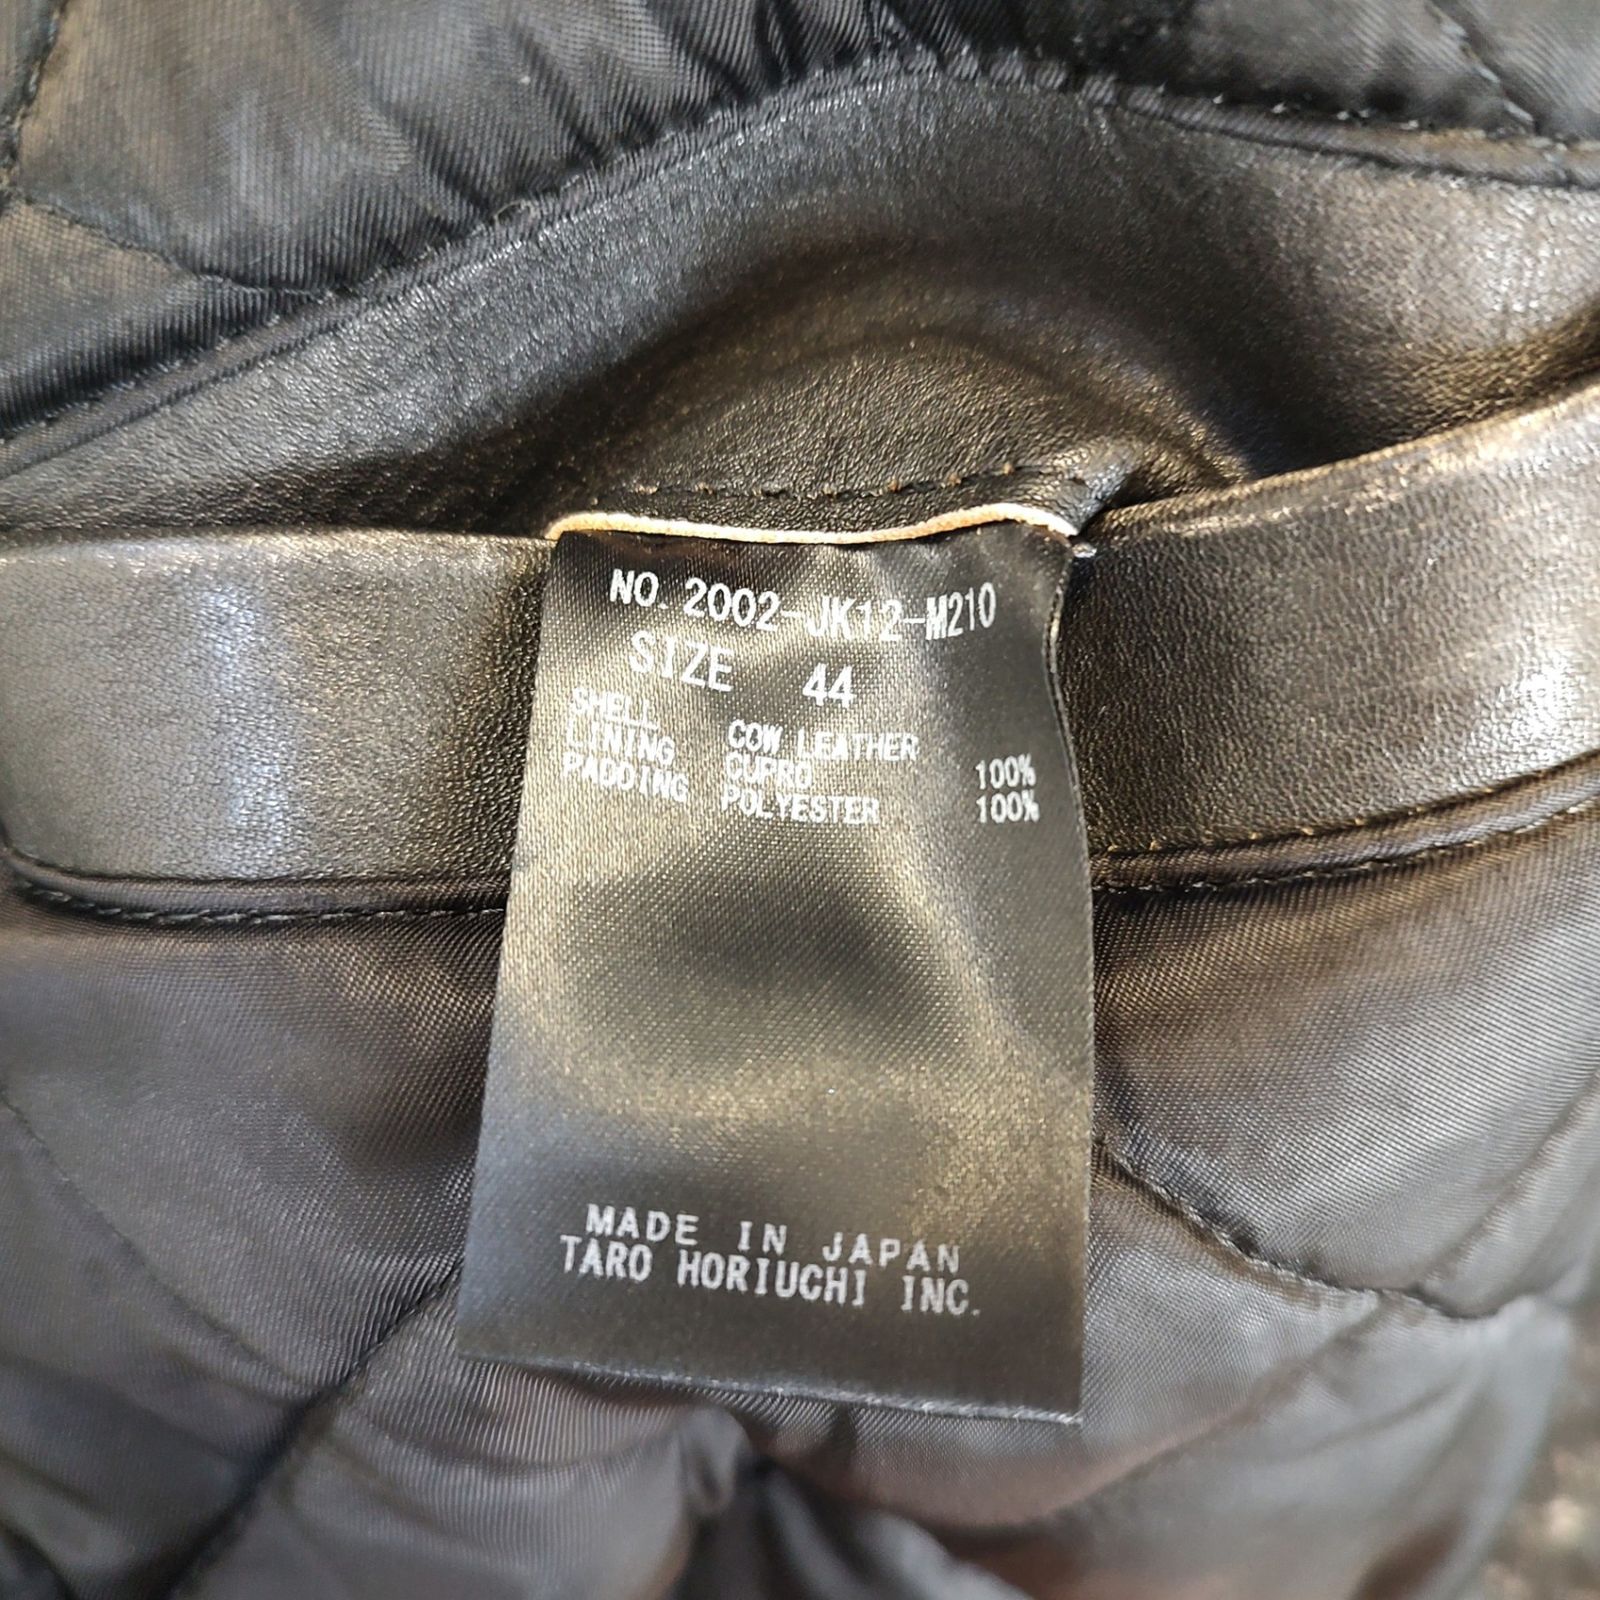 NO. 2002-JK12-M210
SIZE 44
SHELL COW LEATHER
LINING CUPRO 100%
PADDING POLYESTER 100%
MADE IN JAPAN
TARO HORIUCHI INC.